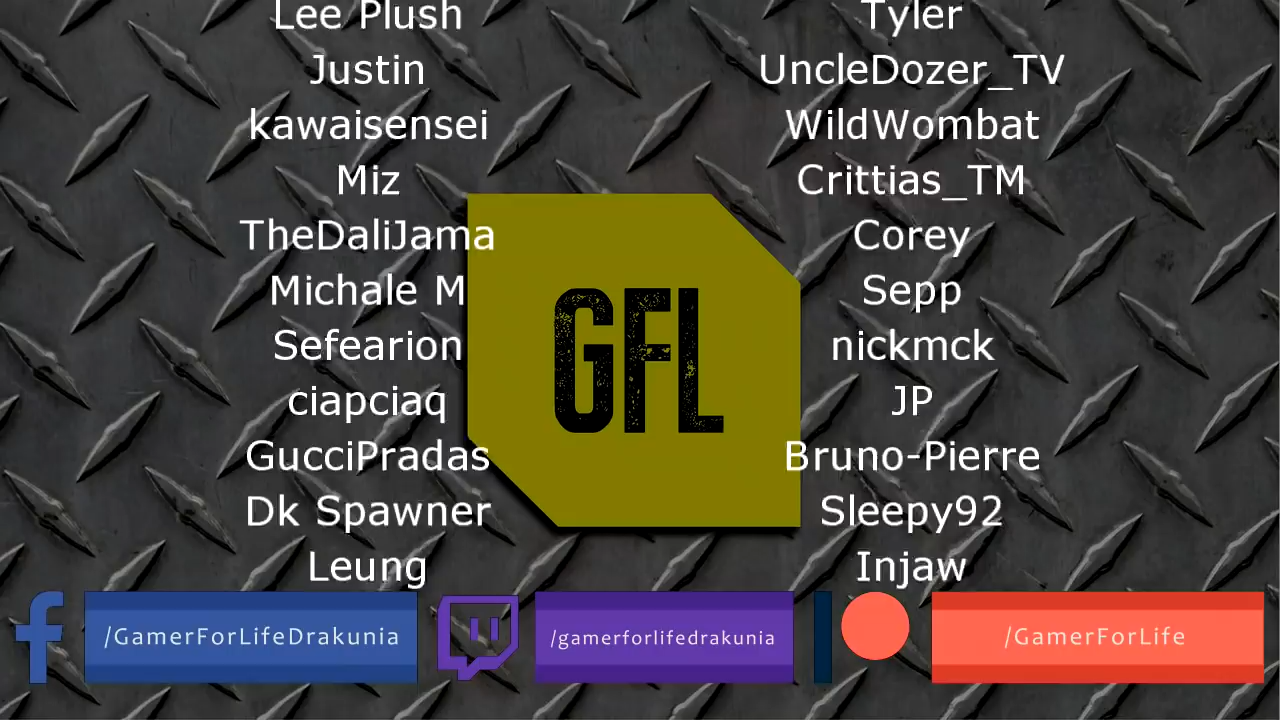 Lee Plush
Justin
kawaisensei
Miz
TheDaliJama
Michale M
Sefearion
ciapciaq
GucciPradas
Dk Spawner
Leung
Tyler
UncleDozer_TV
WildWombat
Crittias_TM
Corey
Sepp
nickmck
JP
Bruno-Pierre
Sleepy92
Injaw
GFL
/GamerForLifeDrakunia
/gamerforlifedrakunia
/GamerForLife